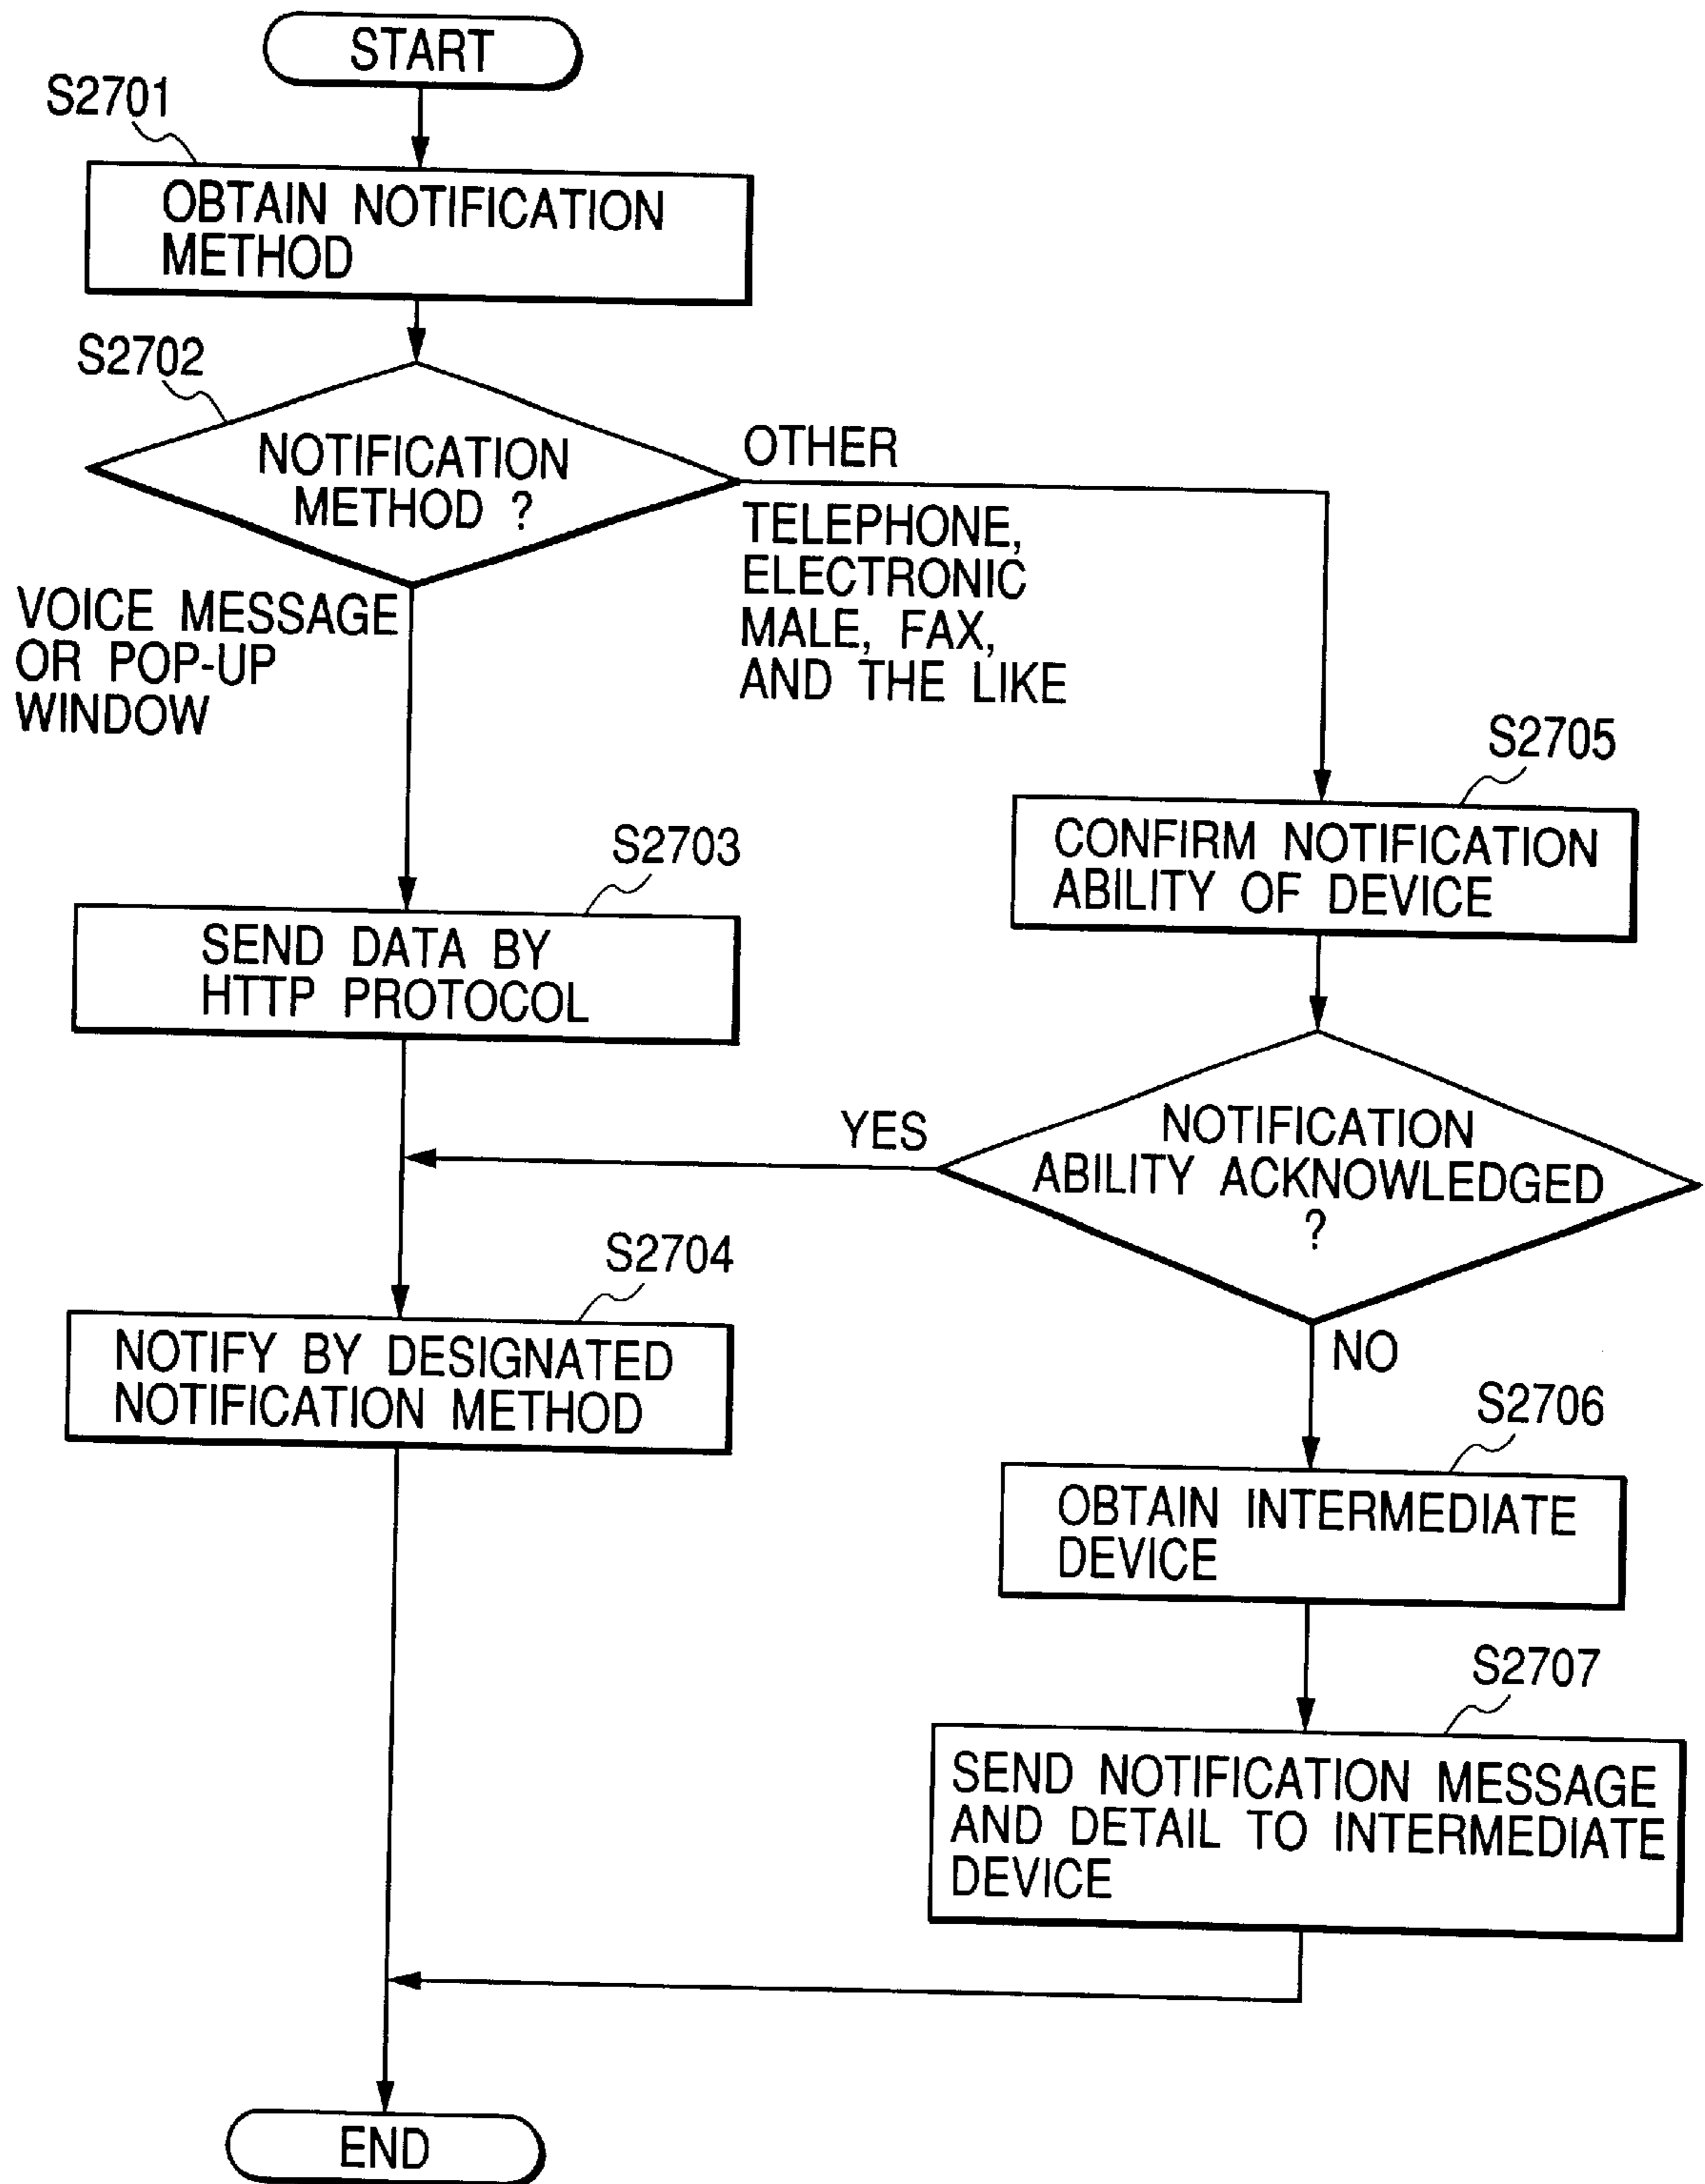 START
S2701
OBTAIN NOTIFICATION
METHOD
S2702
NOTIFICATION
METHOD ?
OTHER
TELEPHONE,
ELECTRONIC
MALE, FAX,
AND THE LIKE
VOICE MESSAGE
OR POP-UP
WINDOW
S2703
SEND DATA BY
HTTP PROTOCOL
S2705
CONFIRM NOTIFICATION
ABILITY OF DEVICE
NOTIFICATION
ABILITY ACKNOWLEDGED
?
YES
NO
S2704
NOTIFY BY DESIGNATED
NOTIFICATION METHOD
S2706
OBTAIN INTERMEDIATE
DEVICE
S2707
SEND NOTIFICATION MESSAGE
AND DETAIL TO INTERMEDIATE
DEVICE
END